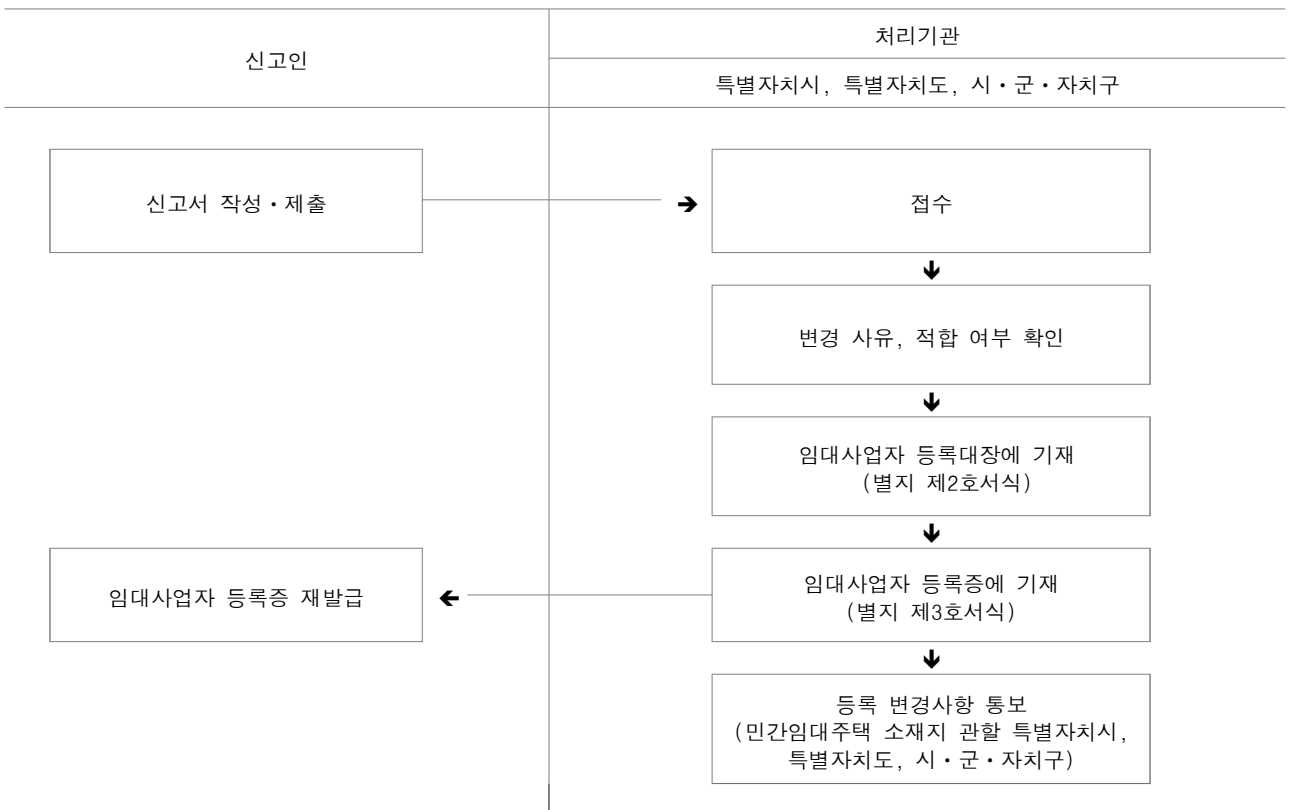 신고인
처리기관
특별자치시, 특별자치도, 시・군・자치구
신고서 작성・제출
접수
변경 사유, 적합 여부 확인
임대사업자 등록대장에 기재
(별지 제2호서식)
임대사업자 등록증 재발급
임대사업자 등록증에 기재
(별지 제3호서식)
등록 변경사항 통보
(민간임대주택 소재지 관할 특별자치시,
특별자치도, 시・군・자치구)